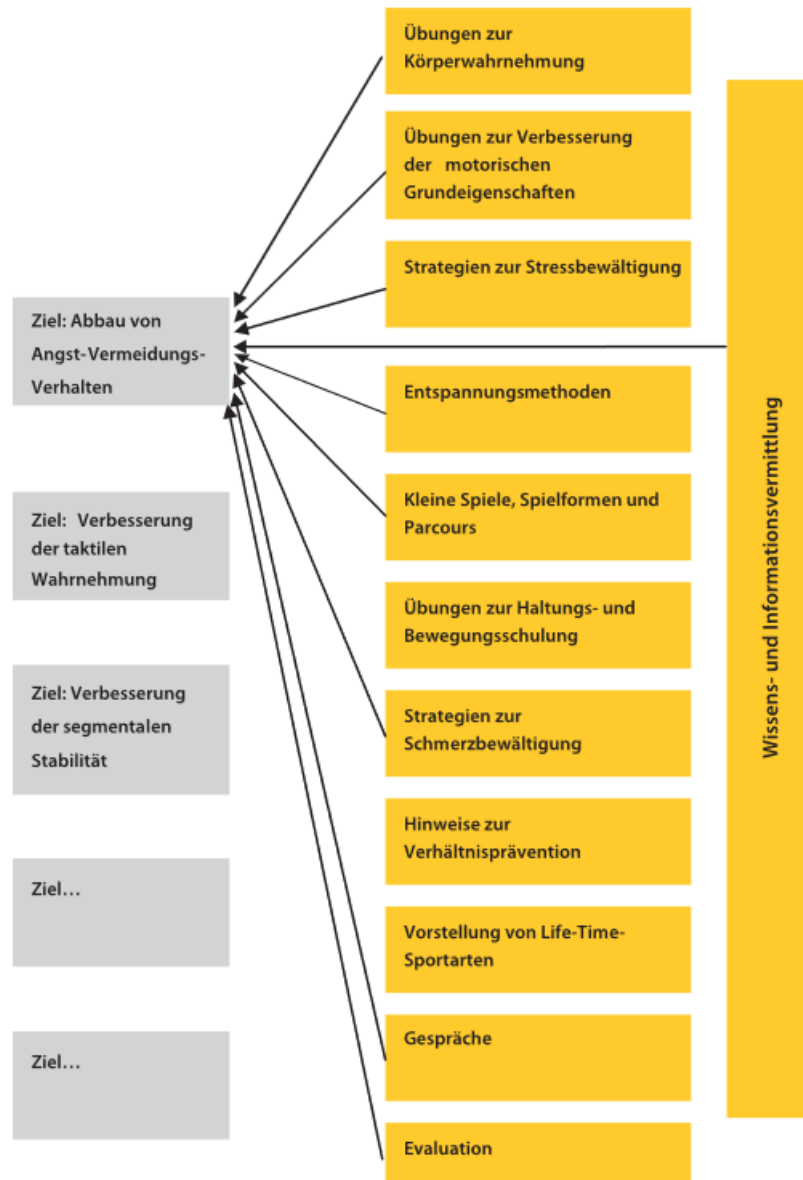 Übungen zur
Körperwahrnehmung
Übungen zur Verbesserung
der motorischen
Grundeigenschaften
Strategien zur Stressbewältigung
Ziel: Abbau von
Angst-Vermeidungs-
Verhalten
Entspannungsmethoden
Kleine Spiele, Spielformen und
Parcours
Ziel: Verbesserung
der taktilen
Wahrnehmung
Übungen zur Haltungs- und
Bewegungsschulung
Ziel: Verbesserung
der segmentalen
Stabilität
Strategien zur
Schmerzbewältigung
Hinweise zur
Verhältnisprävention
Ziel...
Vorstellung von Life-Time-
Sportarten
Gespräche
Ziel...
Evaluation
Wissens- und Informationsvermittlung